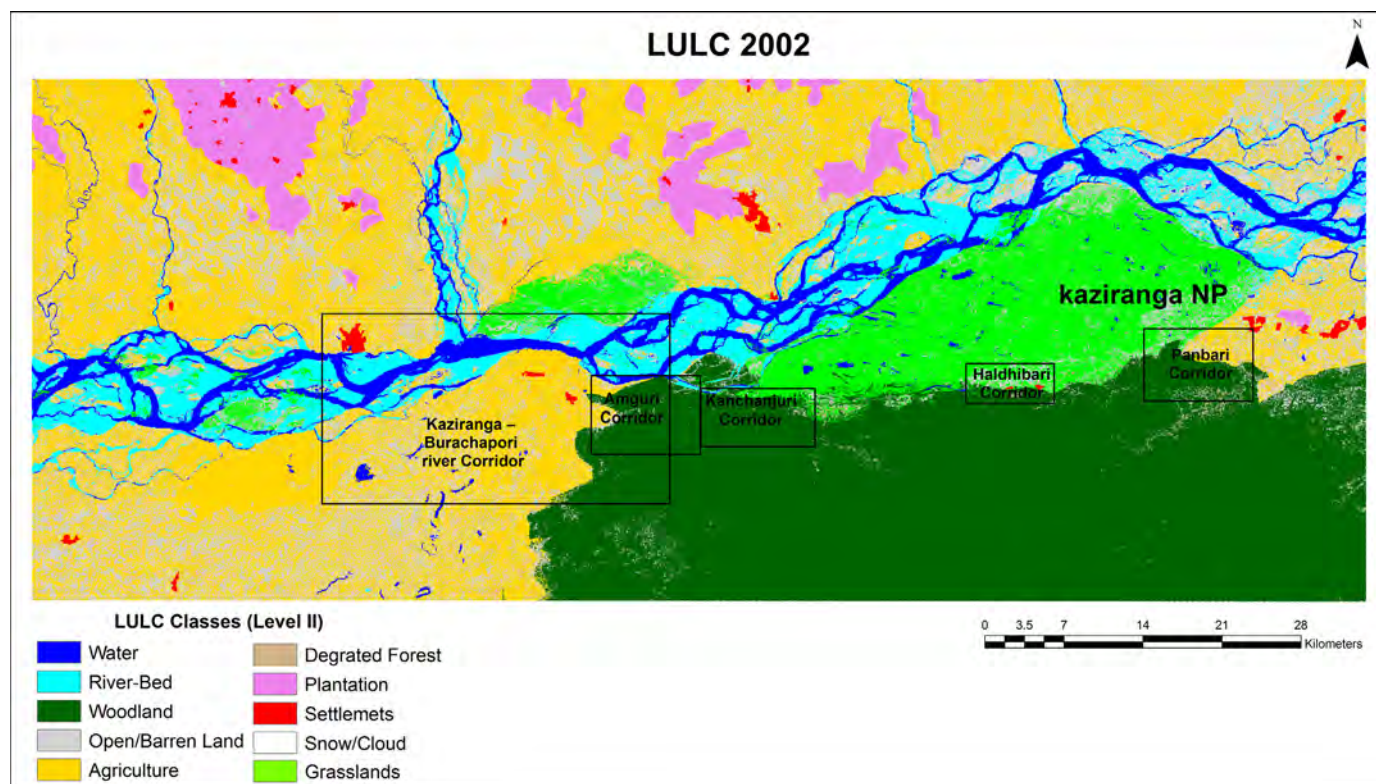 N
LULC 2002
kaziranga NP
Panbari
Corridor
Haldhibari
Corridor
Amguri
Corridor
Kanchanjuri
Corridor
Kaziranga –
Burachapori
river Corridor
LULC Classes (Level II)
Water
River-Bed
Woodland
Open/Barren Land
Agriculture
Degrated Forest
Plantation
Settlemets
Snow/Cloud
Grasslands
0 3.5 7 14 21 28
Kilometers